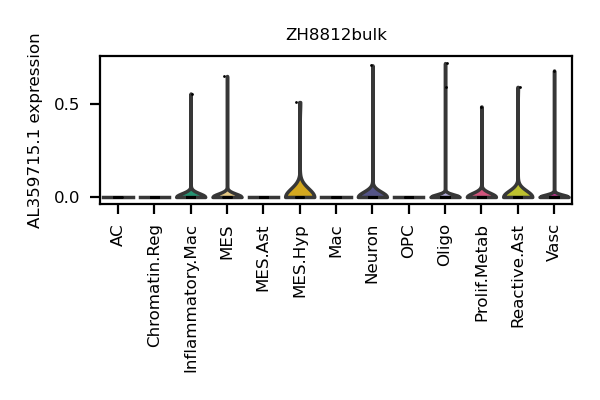 ZH8812bulk
AL359715.1 expression
0.5
0.0
AC
Chromatin.Reg
Inflammatory.Mac
MES
MES.Ast
MES.Hyp
Mac
Neuron
OPC
Oligo
Prolif.Metab
Reactive.Ast
Vasc